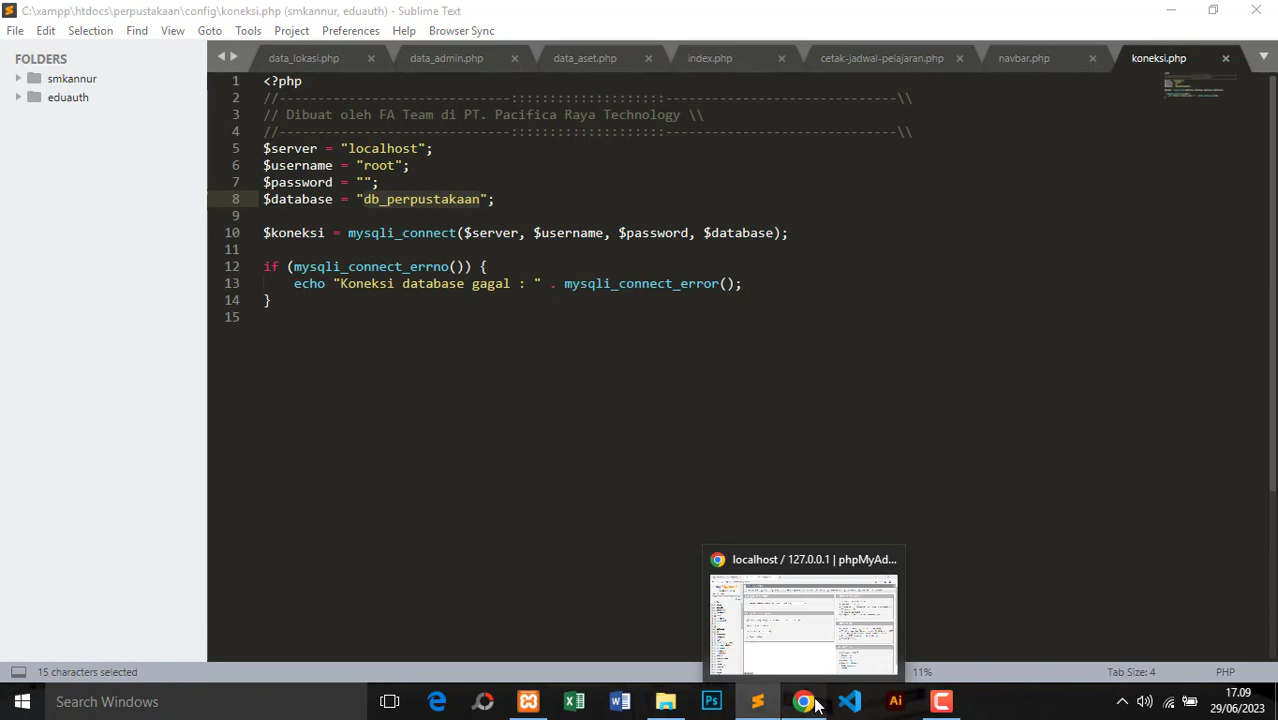 C:\xampp\htdocs\perpustakaan\config\koneksi.php (smkannur, eduauth) - Sublime Text
File Edit Selection Find View Goto Tools Project Preferences Help Browser Sync
FOLDERS
smkannur
eduauth
data_lokasi.php data_admin.php data_aset.php index.php cetak-jadwal-pelajaran.php navbar.php koneksi.php
1 <?php
2 //------------------------------::::::::::::::::::::------------------------------\\
3 // Dibuat oleh FA Team di PT. Pacifica Raya Technology \\
4 //------------------------------::::::::::::::::::::------------------------------\\
5 $server = "localhost";
6 $username = "root";
7 $password = "";
8 $database = "db_perpustakaan";
9
10 $koneksi = mysqli_connect($server, $username, $password, $database);
11
12 if (mysqli_connect_errno()) {
13 echo "Koneksi database gagal : " . mysqli_connect_error();
14 }
15
localhost / 127.0.0.1 | phpMyAd...
15 characters selected
11%
Tab Size: 4
PHP
Search Windows
Ps
Ai
17.09
29/06/2023